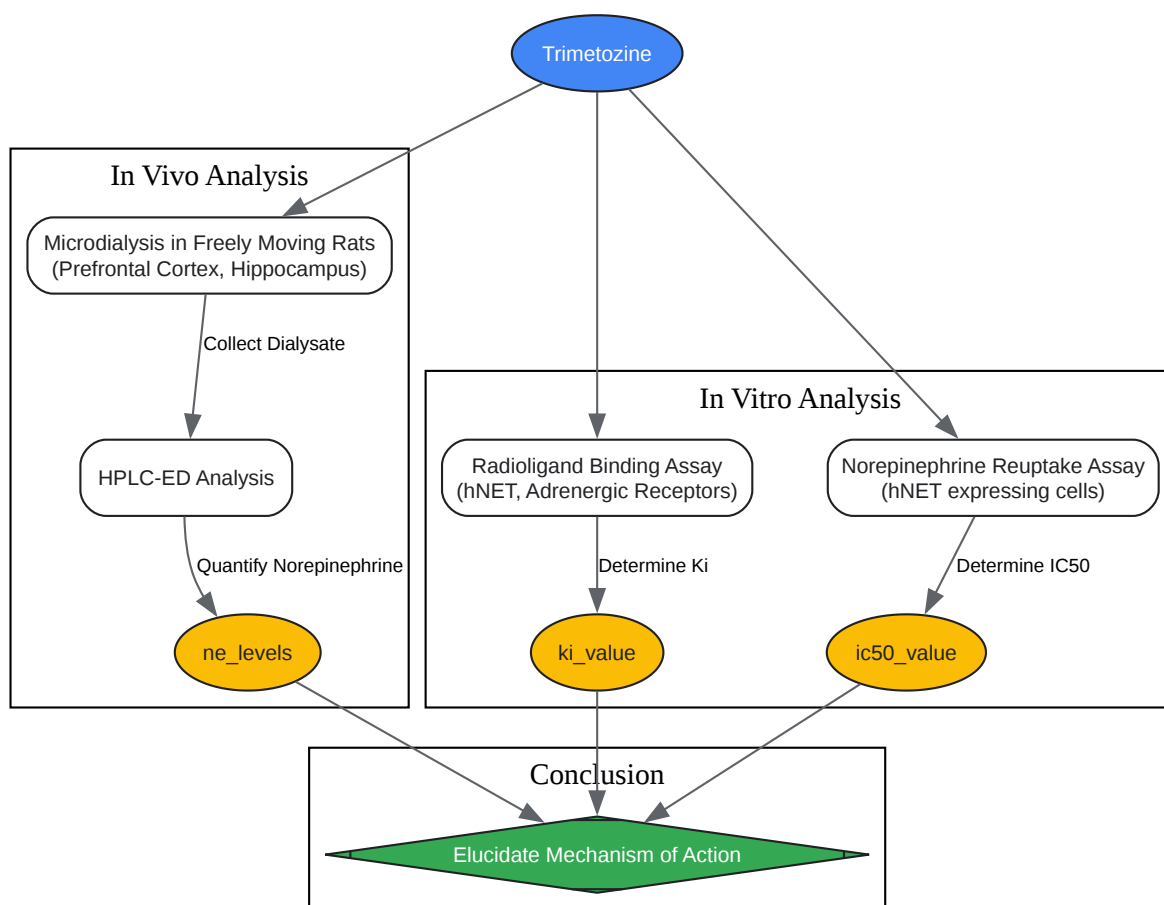 Trimetozine
In Vivo Analysis
Microdialysis in Freely Moving Rats
(Prefrontal Cortex, Hippocampus)
Collect Dialysate
HPLC-ED Analysis
Quantify Norepinephrine
ne_levels
In Vitro Analysis
Radioligand Binding Assay
(hNET, Adrenergic Receptors)
Determine Ki
ki_value
Norepinephrine Reuptake Assay
(hNET expressing cells)
Determine IC50
ic50_value
Conclusion
Elucidate Mechanism of Action